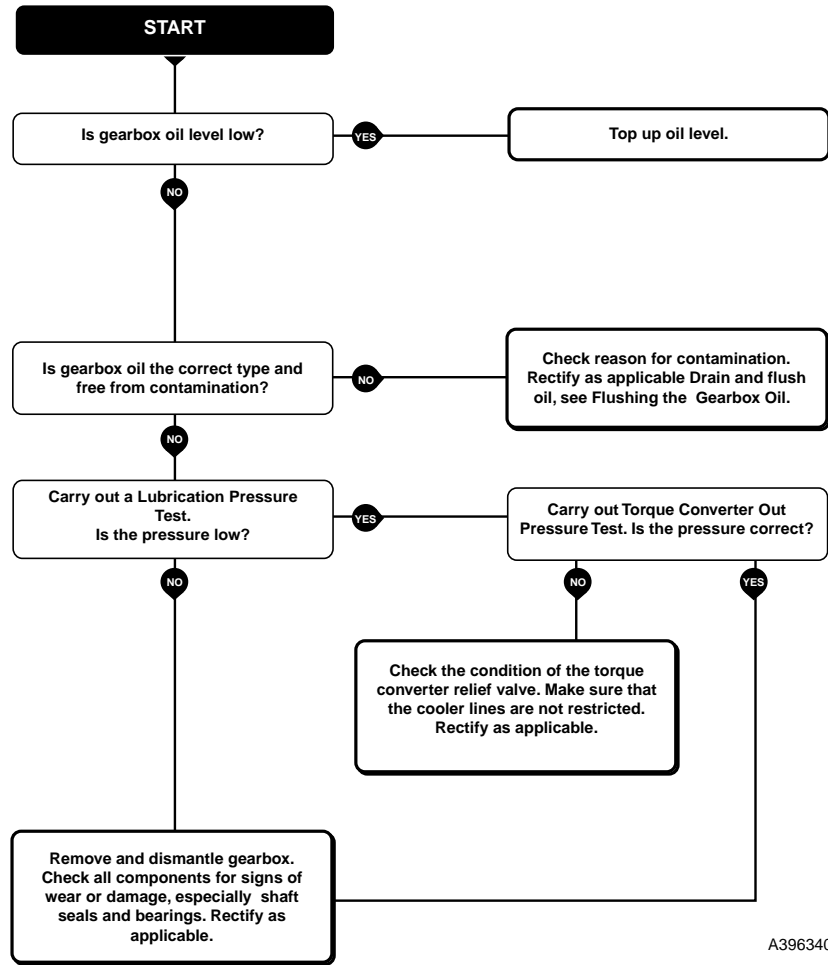 START
Is gearbox oil level low?
YES
Top up oil level.
NO
Is gearbox oil the correct type and
free from contamination?
NO
Check reason for contamination.
Rectify as applicable Drain and flush
oil, see Flushing the Gearbox Oil.
NO
Carry out a Lubrication Pressure
Test.
Is the pressure low?
YES
Carry out Torque Converter Out
Pressure Test. Is the pressure correct?
NO
NO
YES
Check the condition of the torque
converter relief valve. Make sure that
the cooler lines are not restricted.
Rectify as applicable.
Remove and dismantle gearbox.
Check all components for signs of
wear or damage, especially shaft
seals and bearings. Rectify as
applicable.
A396340